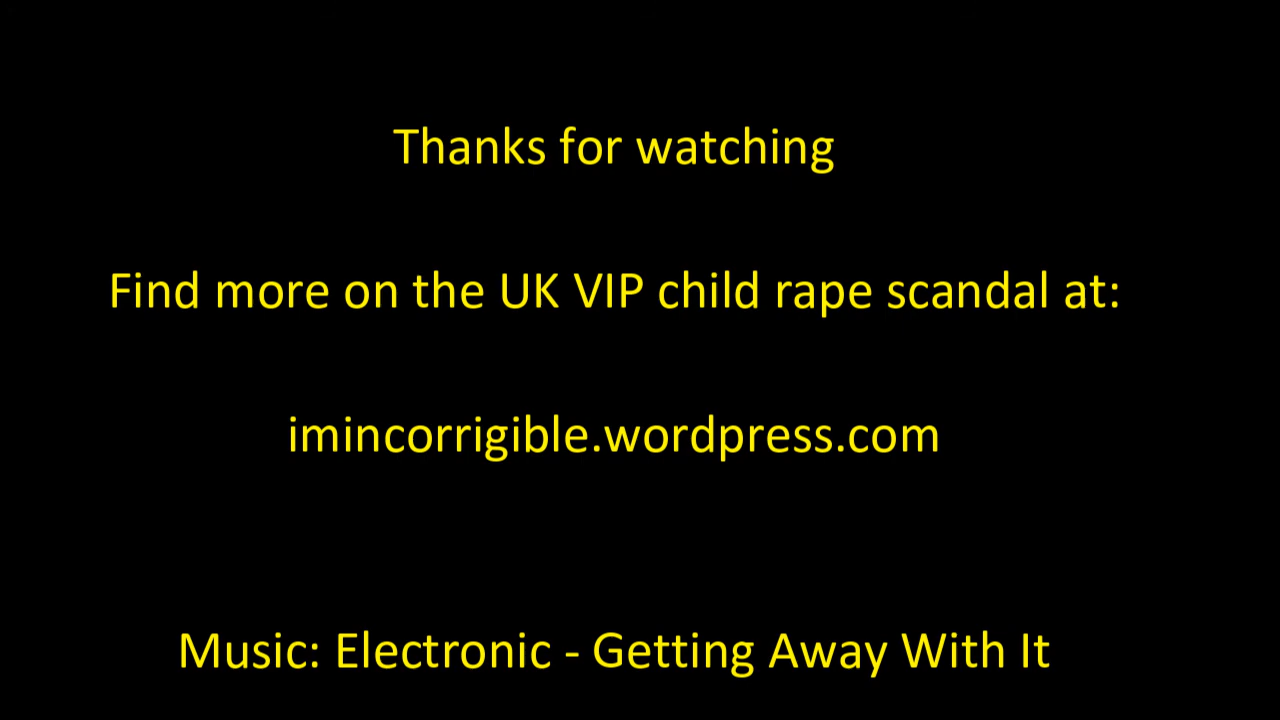 Thanks for watching
Find more on the UK VIP child rape scandal at:
imincorrigible.wordpress.com
Music: Electronic - Getting Away With It